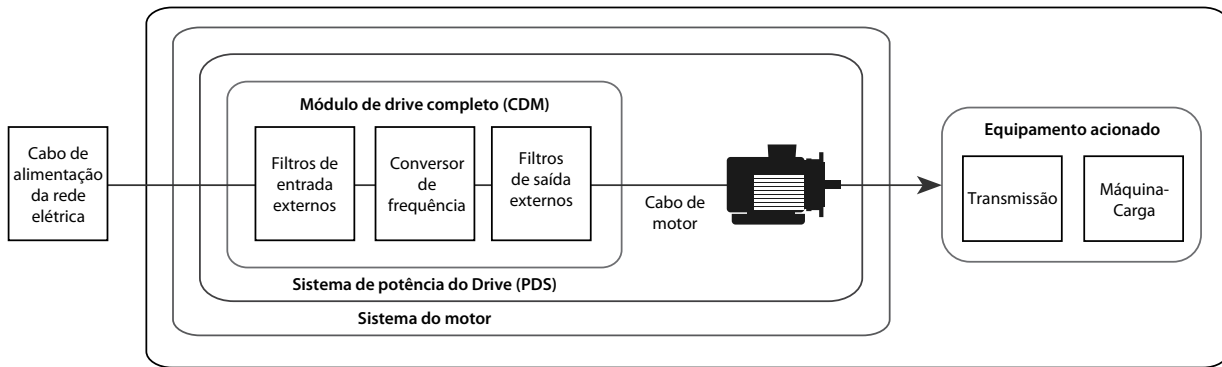 Cabo de
alimentação
da rede
elétrica
Módulo de drive completo (CDM)
Filtros de
entrada
externos
Conversor
de
frequência
Filtros
de saída
externos
Cabo de
motor
Sistema de potência do Drive (PDS)
Sistema do motor
Equipamento acionado
Transmissão
Máquina-
Carga